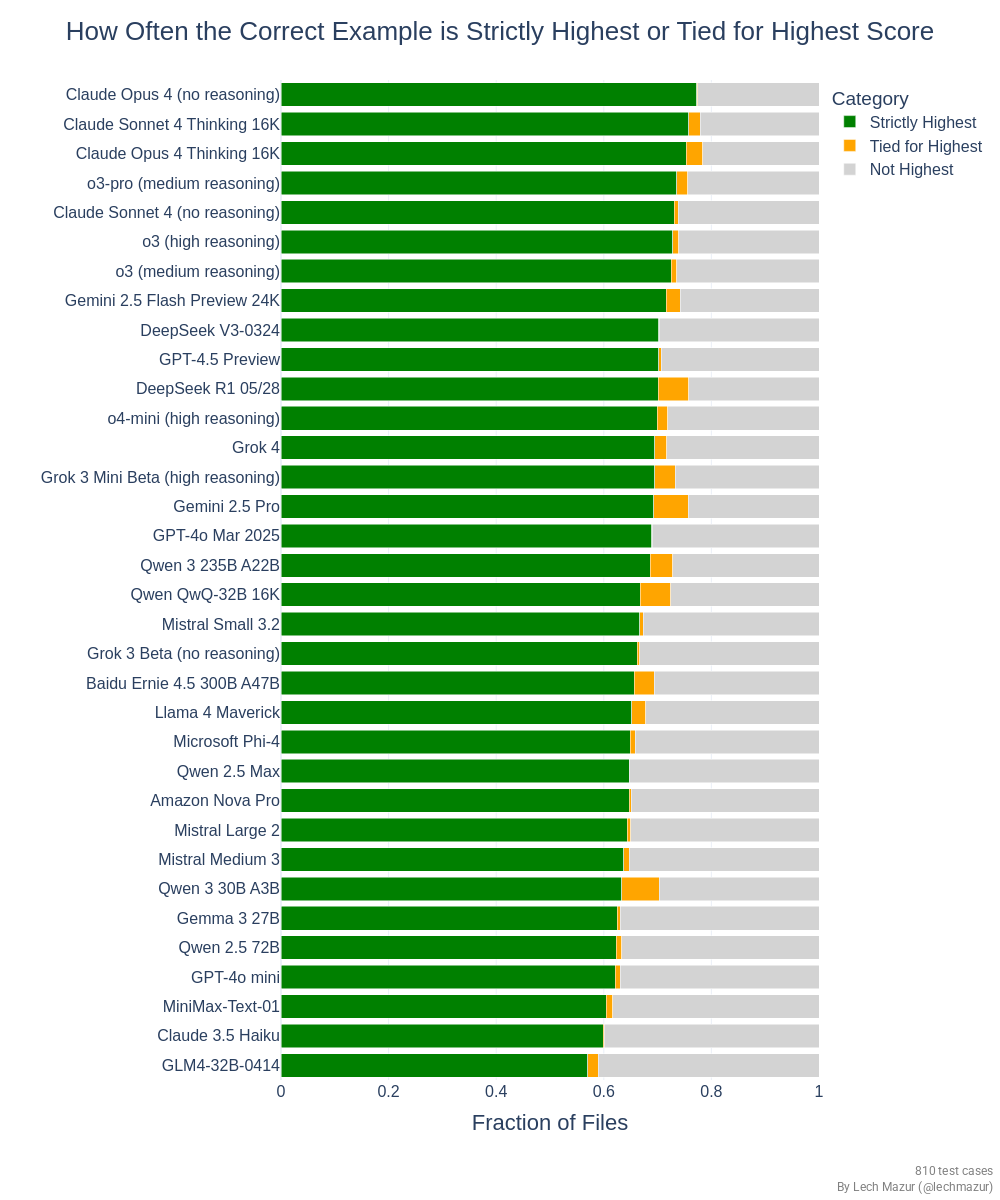 How Often the Correct Example is Strictly Highest or Tied for Highest Score
Category
Strictly Highest
Tied for Highest
Not Highest
Claude Opus 4 (no reasoning)
Claude Sonnet 4 Thinking 16K
Claude Opus 4 Thinking 16K
o3-pro (medium reasoning)
Claude Sonnet 4 (no reasoning)
o3 (high reasoning)
o3 (medium reasoning)
Gemini 2.5 Flash Preview 24K
DeepSeek V3-0324
GPT-4.5 Preview
DeepSeek R1 05/28
o4-mini (high reasoning)
Grok 4
Grok 3 Mini Beta (high reasoning)
Gemini 2.5 Pro
GPT-4o Mar 2025
Qwen 3 235B A22B
Qwen QwQ-32B 16K
Mistral Small 3.2
Grok 3 Beta (no reasoning)
Baidu Ernie 4.5 300B A47B
Llama 4 Maverick
Microsoft Phi-4
Qwen 2.5 Max
Amazon Nova Pro
Mistral Large 2
Mistral Medium 3
Qwen 3 30B A3B
Gemma 3 27B
Qwen 2.5 72B
GPT-4o mini
MiniMax-Text-01
Claude 3.5 Haiku
GLM4-32B-0414
0 0.2 0.4 0.6 0.8 1
Fraction of Files
810 test cases
By Lech Mazur (@lechmazur)